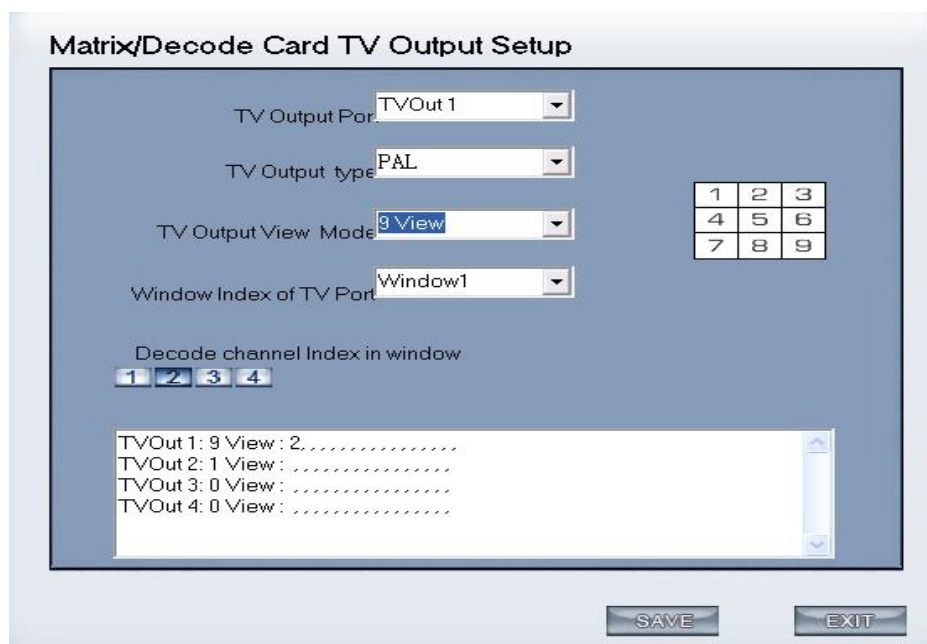 Matrix/Decode Card TV Output Setup
TV Output Por
TVOut 1
TV Output type
PAL
TV Output View Mode
9 View
1 2 3
4 5 6
7 8 9
Window Index of TV Port
Window1
Decode channel Index in window
1 2 3 4
TVOut 1: 9 View : 2, , , , , , , , , , , , , , , ,
TVOut 2: 1 View : , , , , , , , , , , , , , , , ,
TVOut 3: 0 View : , , , , , , , , , , , , , , , ,
TVOut 4: 0 View : , , , , , , , , , , , , , , , ,
SAVE EXIT